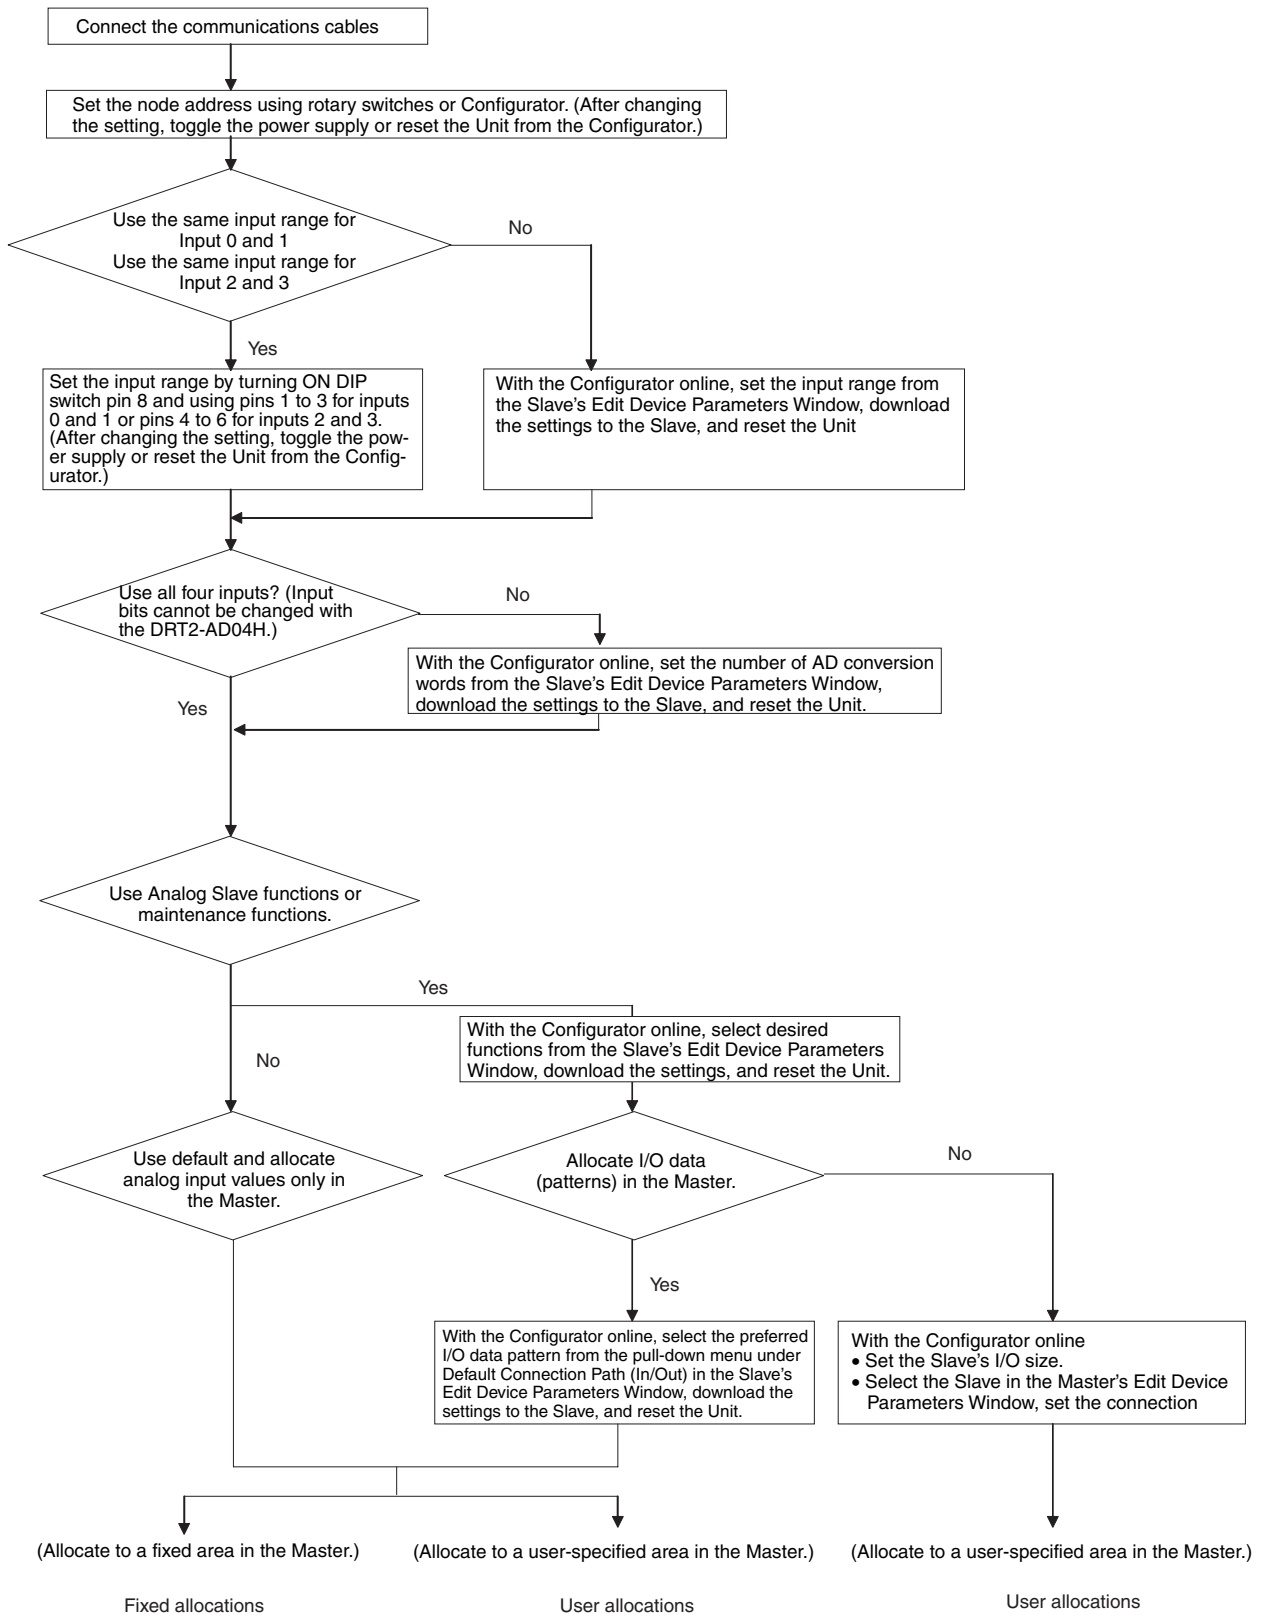 Connect the communications cables
Set the node address using rotary switches or Configurator. (After changing
the setting, toggle the power supply or reset the Unit from the Configurator.)
Use the same input range for
Input 0 and 1
Use the same input range for
Input 2 and 3
No
Yes
Set the input range by turning ON DIP
switch pin 8 and using pins 1 to 3 for inputs
0 and 1 or pins 4 to 6 for inputs 2 and 3.
(After changing the setting, toggle the pow-
er supply or reset the Unit from the Config-
urator.)
With the Configurator online, set the input range from
the Slave's Edit Device Parameters Window, download
the settings to the Slave, and reset the Unit
Use all four inputs? (Input
bits cannot be changed with
the DRT2-AD04H.)
No
With the Configurator online, set the number of AD conversion
words from the Slave's Edit Device Parameters Window,
download the settings to the Slave, and reset the Unit.
Yes
Use Analog Slave functions or
maintenance functions.
Yes
With the Configurator online, select desired
functions from the Slave's Edit Device Parameters
Window, download the settings, and reset the Unit.
No
Use default and allocate
analog input values only in
the Master.
Allocate I/O data
(patterns) in the Master.
No
Yes
With the Configurator online, select the preferred
I/O data pattern from the pull-down menu under
Default Connection Path (In/Out) in the Slave's
Edit Device Parameters Window, download the
settings to the Slave, and reset the Unit.
With the Configurator online
• Set the Slave's I/O size.
• Select the Slave in the Master's Edit Device
Parameters Window, set the connection
(Allocate to a fixed area in the Master.)
(Allocate to a user-specified area in the Master.)
(Allocate to a user-specified area in the Master.)
Fixed allocations
User allocations
User allocations